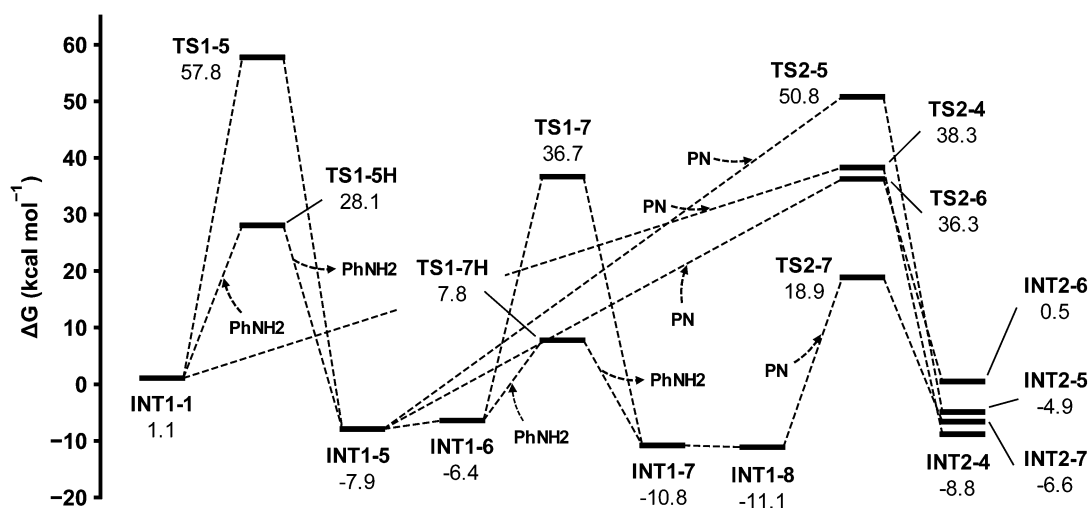 ΔG (kcal mol⁻¹)
60
50
40
30
20
10
0
−10
−20
TS1-5
57.8
TS1-5H
28.1
TS1-7
36.7
TS1-7H
7.8
TS2-5
50.8
TS2-4
38.3
TS2-6
36.3
TS2-7
18.9
PN
PN
PN
PN
PhNH2
PhNH2
PhNH2
PhNH2
INT1-1
1.1
INT1-5
-7.9
INT1-6
-6.4
INT1-7
-10.8
INT1-8
-11.1
INT2-6
0.5
INT2-5
-4.9
INT2-4
-8.8
INT2-7
-6.6